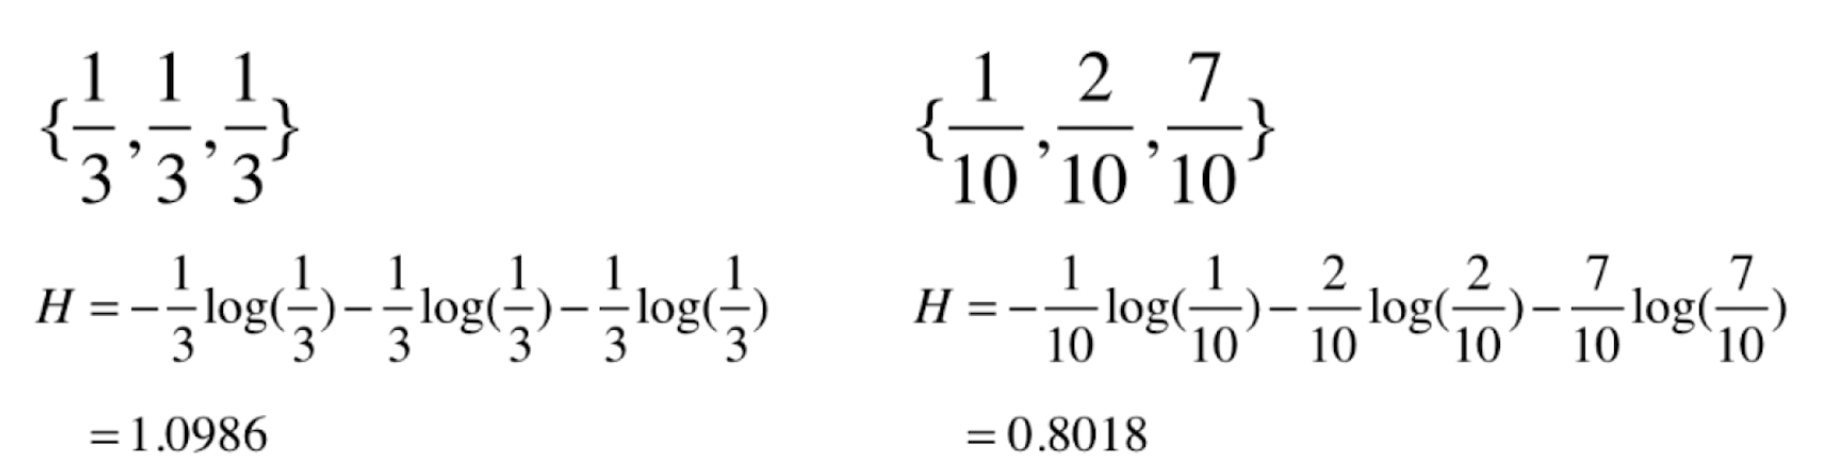 {1/3, 1/3, 1/3}
H = −1/3 log(1/3) − 1/3 log(1/3) − 1/3 log(1/3)
= 1.0986
{1/10, 2/10, 7/10}
H = −1/10 log(1/10) − 2/10 log(2/10) − 7/10 log(7/10)
= 0.8018